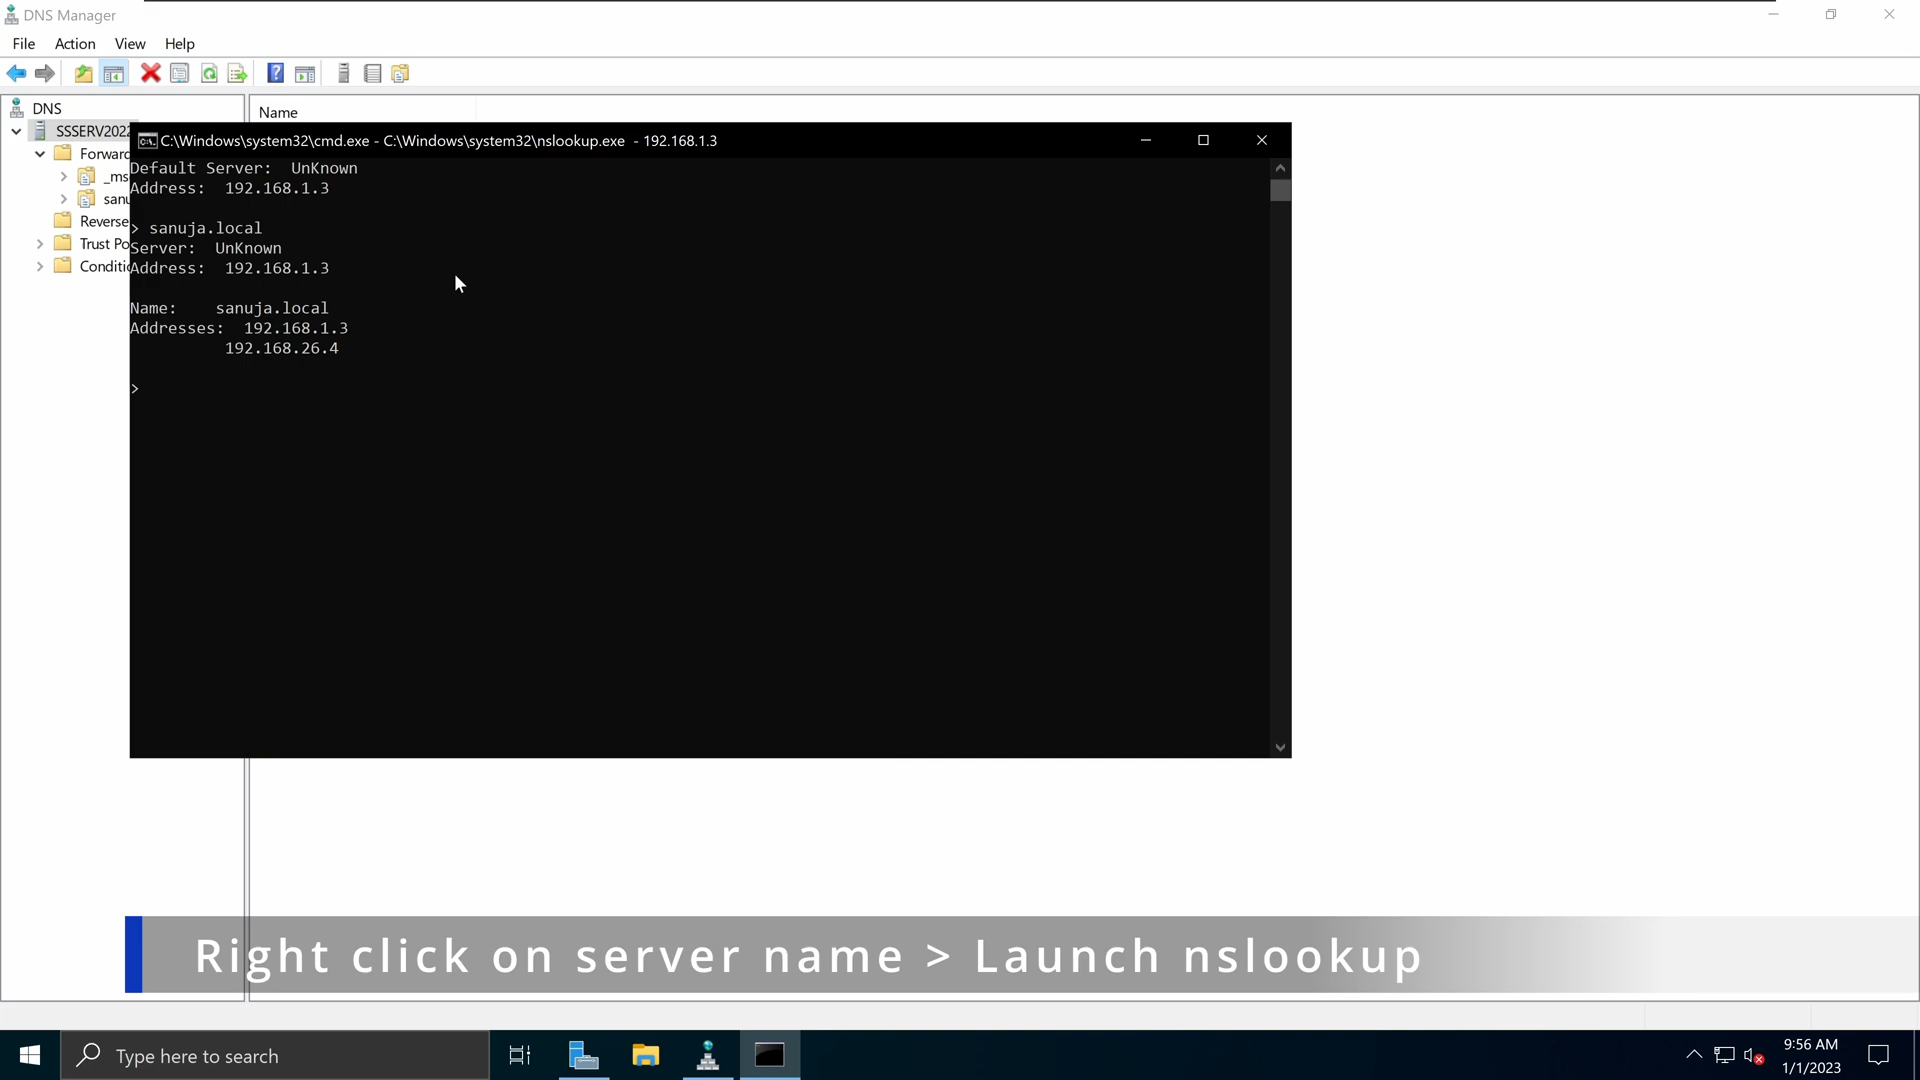 DNS Manager
File Action View Help
DNS
Name
SSSERV2022
Forward
_ms
sanu
Reverse
Trust Po
Conditio
C:\Windows\system32\cmd.exe - C:\Windows\system32\nslookup.exe - 192.168.1.3
Default Server:  UnKnown
Address:  192.168.1.3
> sanuja.local
Server:  UnKnown
Address:  192.168.1.3
Name:    sanuja.local
Addresses:  192.168.1.3
192.168.26.4
>
Right click on server name > Launch nslookup
Type here to search
9:56 AM
1/1/2023